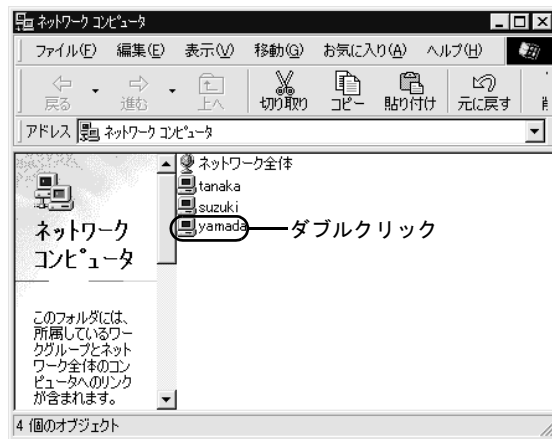 ネットワーク コンピュータ
ファイル(F) 編集(E) 表示(V) 移動(G) お気に入り(A) ヘルプ(H)
戻る 進む 上へ 切り取り コピー 貼り付け 元に戻す
アドレス ネットワーク コンピュータ
ネットワーク全体
tanaka
suzuki
yamada ダブルクリック
ネットワーク
コンピュータ
このフォルダには、
所属しているワー
クグループとネット
ワーク全体のコン
ピュータへのリンク
が含まれます。
4 個のオブジェクト